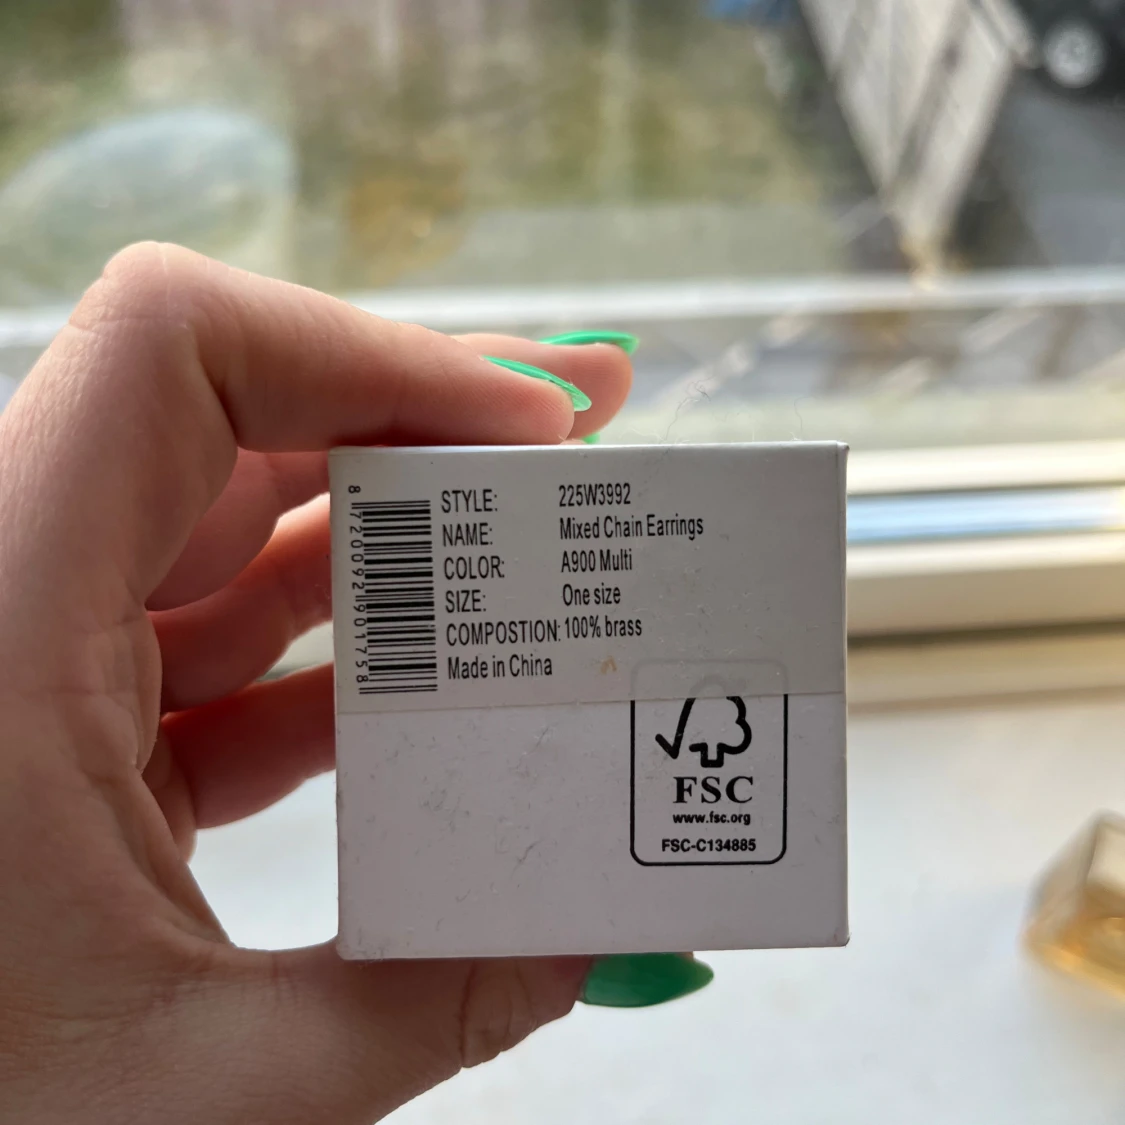 8 720092 901758
STYLE: 225W3992
NAME: Mixed Chain Earrings
COLOR: A900 Multi
SIZE: One size
COMPOSTION: 100% brass
Made in China
FSC
www.fsc.org
FSC-C134885